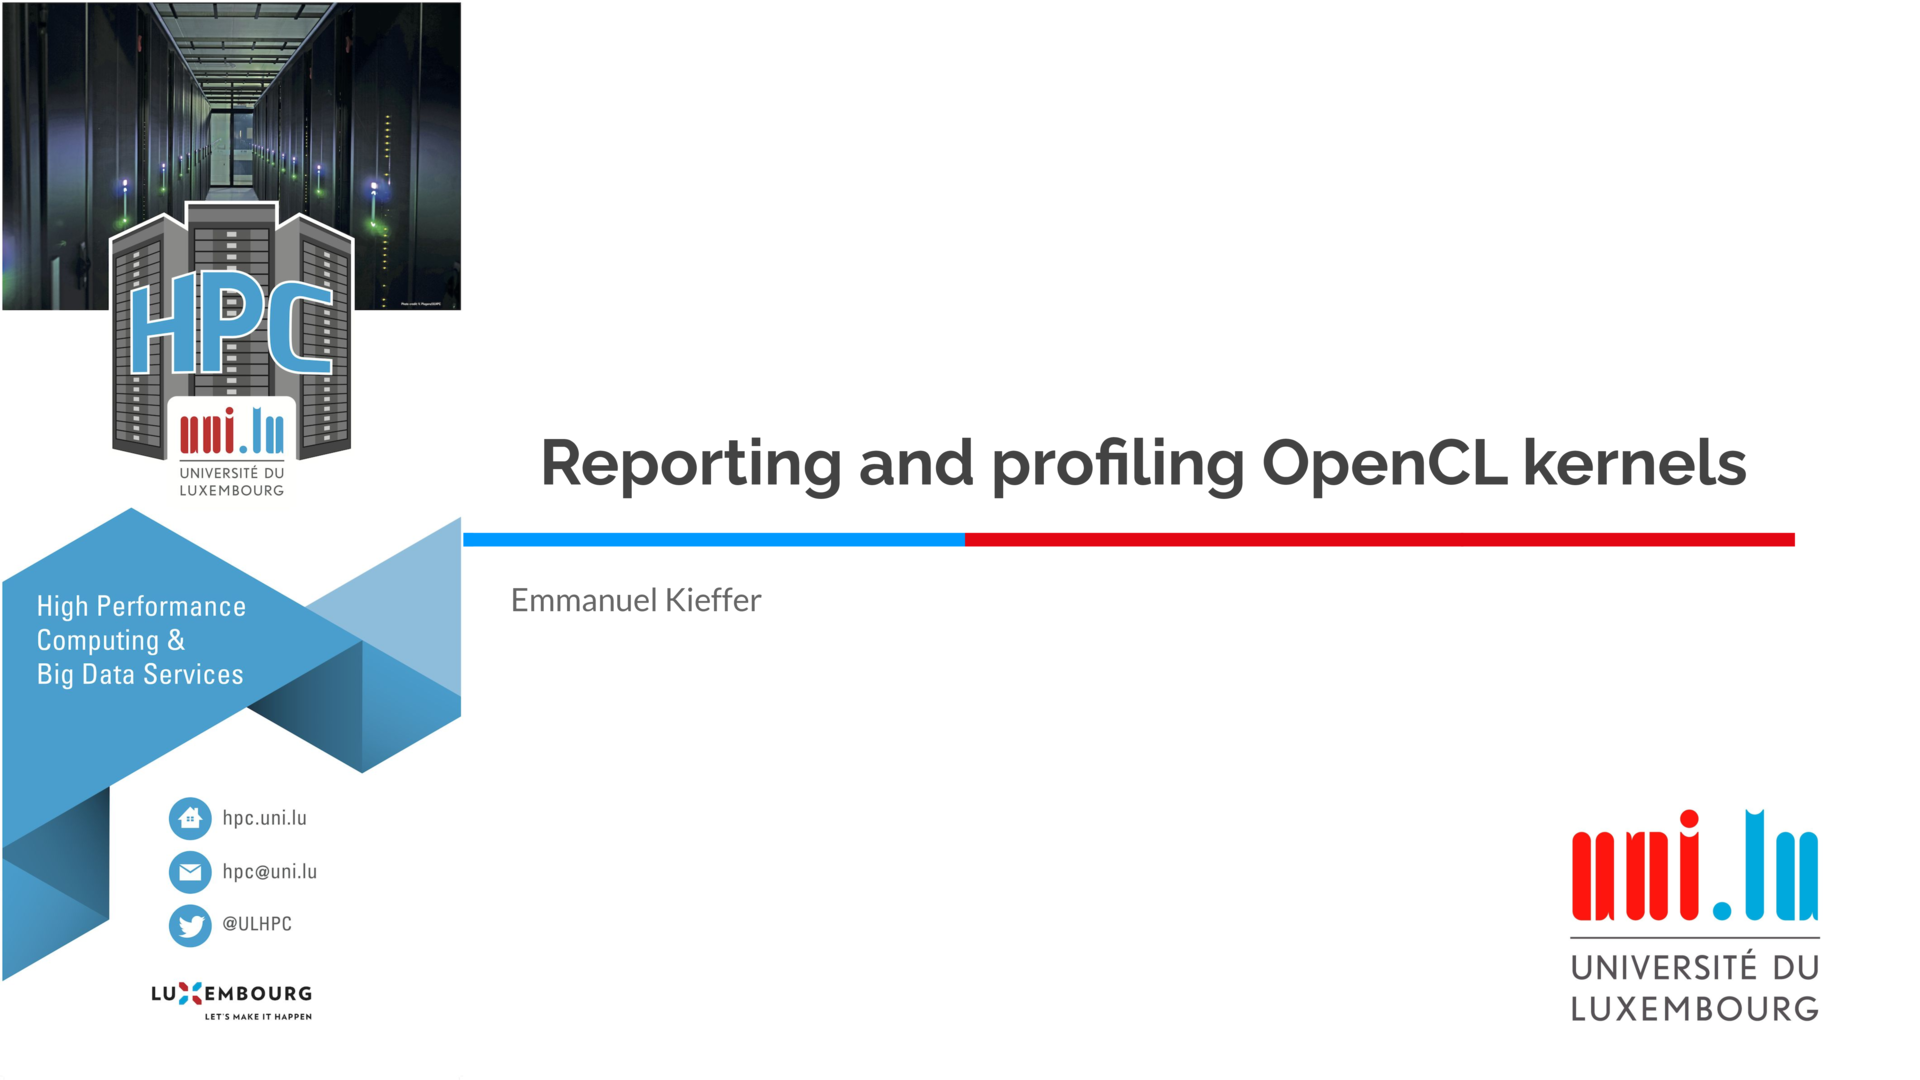 HPC
uni.lu
UNIVERSITÉ DU
LUXEMBOURG
High Performance
Computing &
Big Data Services
hpc.uni.lu
hpc@uni.lu
@ULHPC
LUXEMBOURG
LET'S MAKE IT HAPPEN
Reporting and profiling OpenCL kernels
Emmanuel Kieffer
uni.lu
UNIVERSITÉ DU
LUXEMBOURG